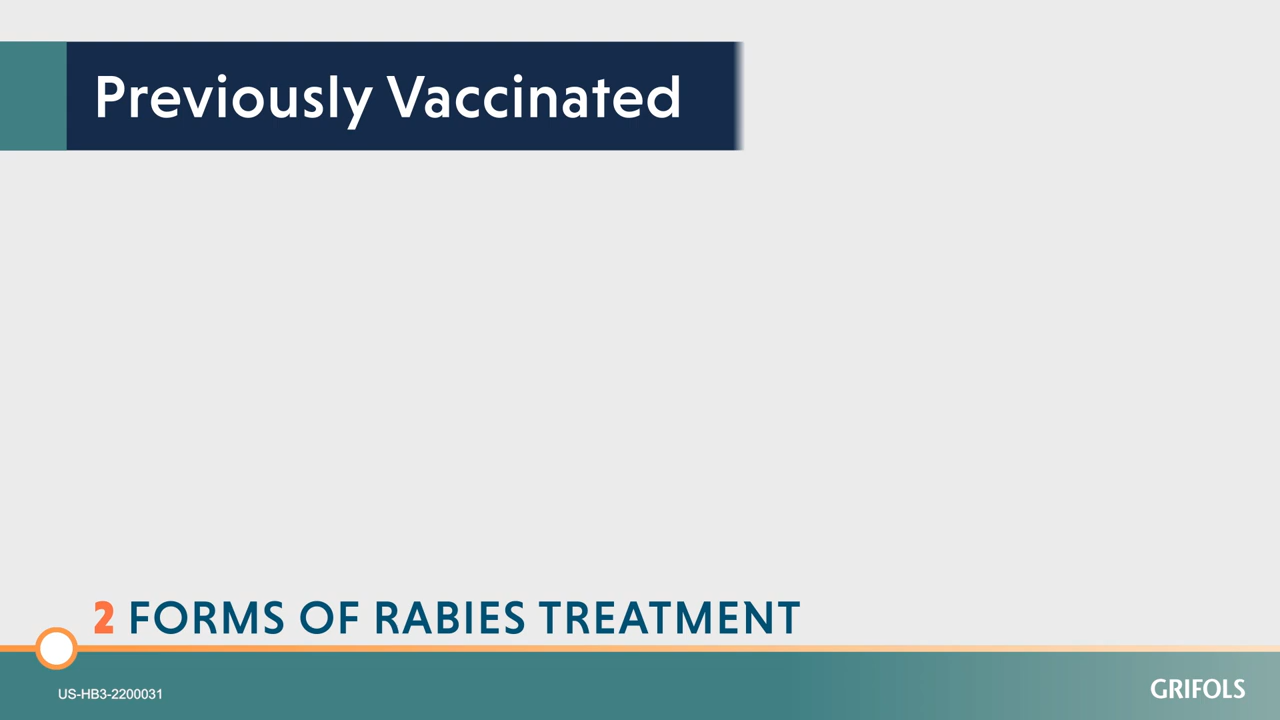 Previously Vaccinated
2 FORMS OF RABIES TREATMENT
US-HB3-2200031
GRIFOLS